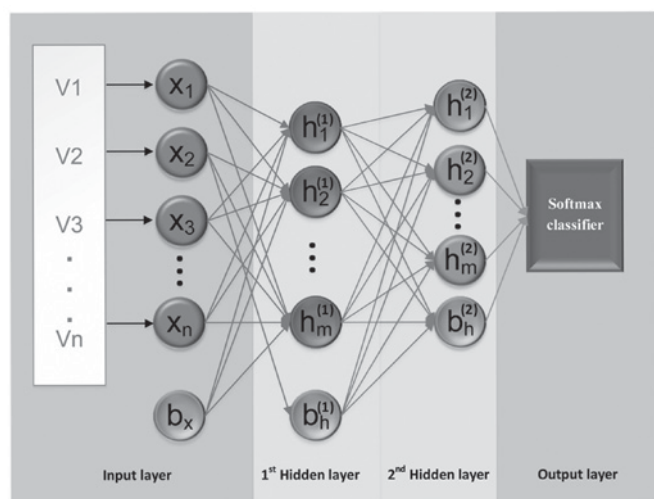 V1
V2
V3
.
.
.
Vn
x1
x2
x3
xn
bx
h1(1)
h2(1)
hm(1)
bh(1)
h1(2)
h2(2)
hm(2)
bh(2)
Softmax
classifier
Input layer
1st Hidden layer
2nd Hidden layer
Output layer